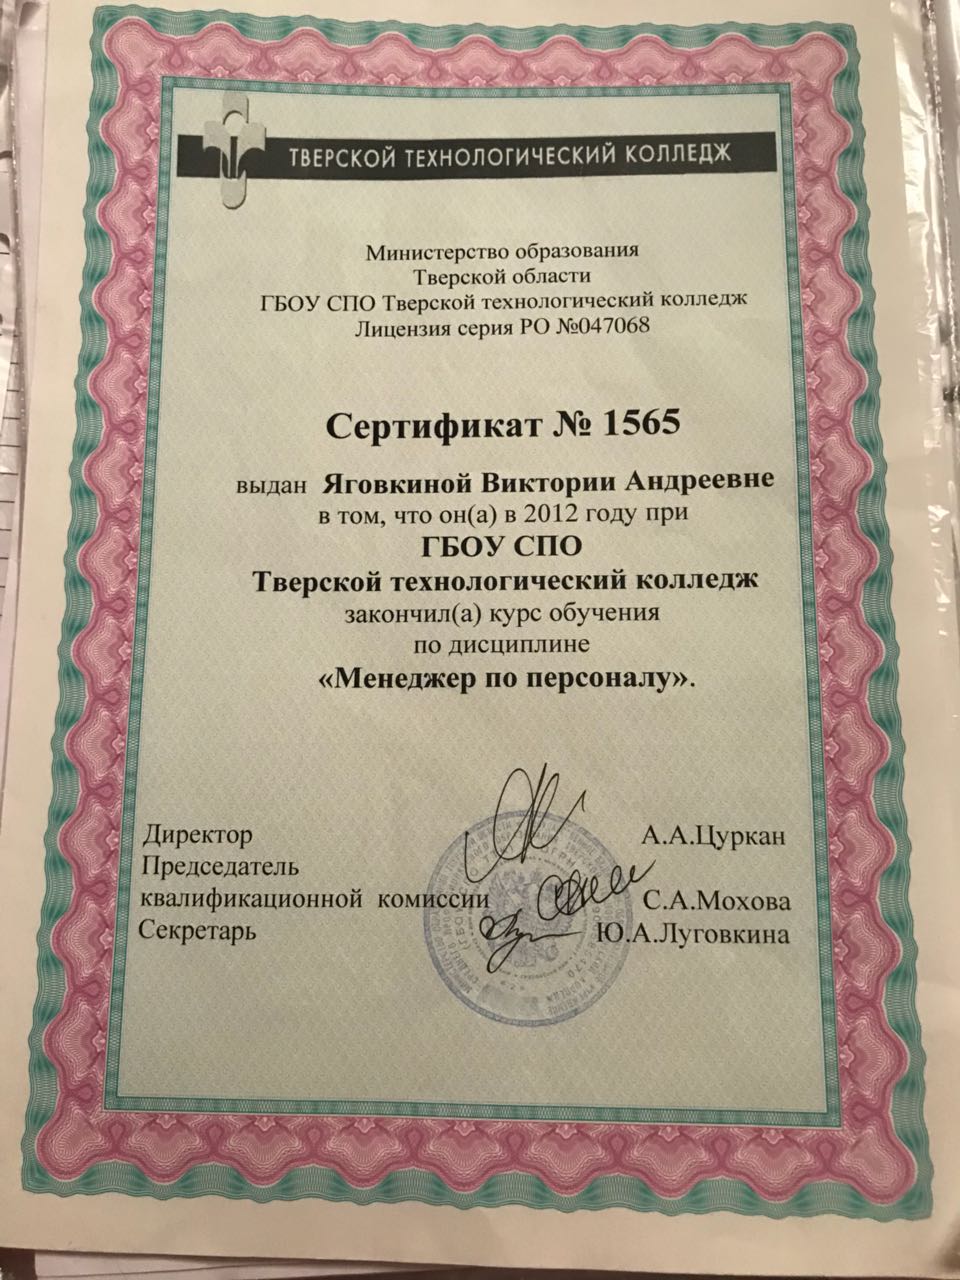 ТВЕРСКОЙ ТЕХНОЛОГИЧЕСКИЙ КОЛЛЕДЖ
Министерство образования
Тверской области
ГБОУ СПО Тверской технологический колледж
Лицензия серия РО №047068
Сертификат № 1565
выдан Яговкиной Виктории Андреевне
в том, что он(а) в 2012 году при
ГБОУ СПО
Тверской технологический колледж
закончил(а) курс обучения
по дисциплине
«Менеджер по персоналу».
Директор А.А.Цуркан
Председатель
квалификационной комиссии С.А.Мохова
Секретарь Ю.А.Луговкина